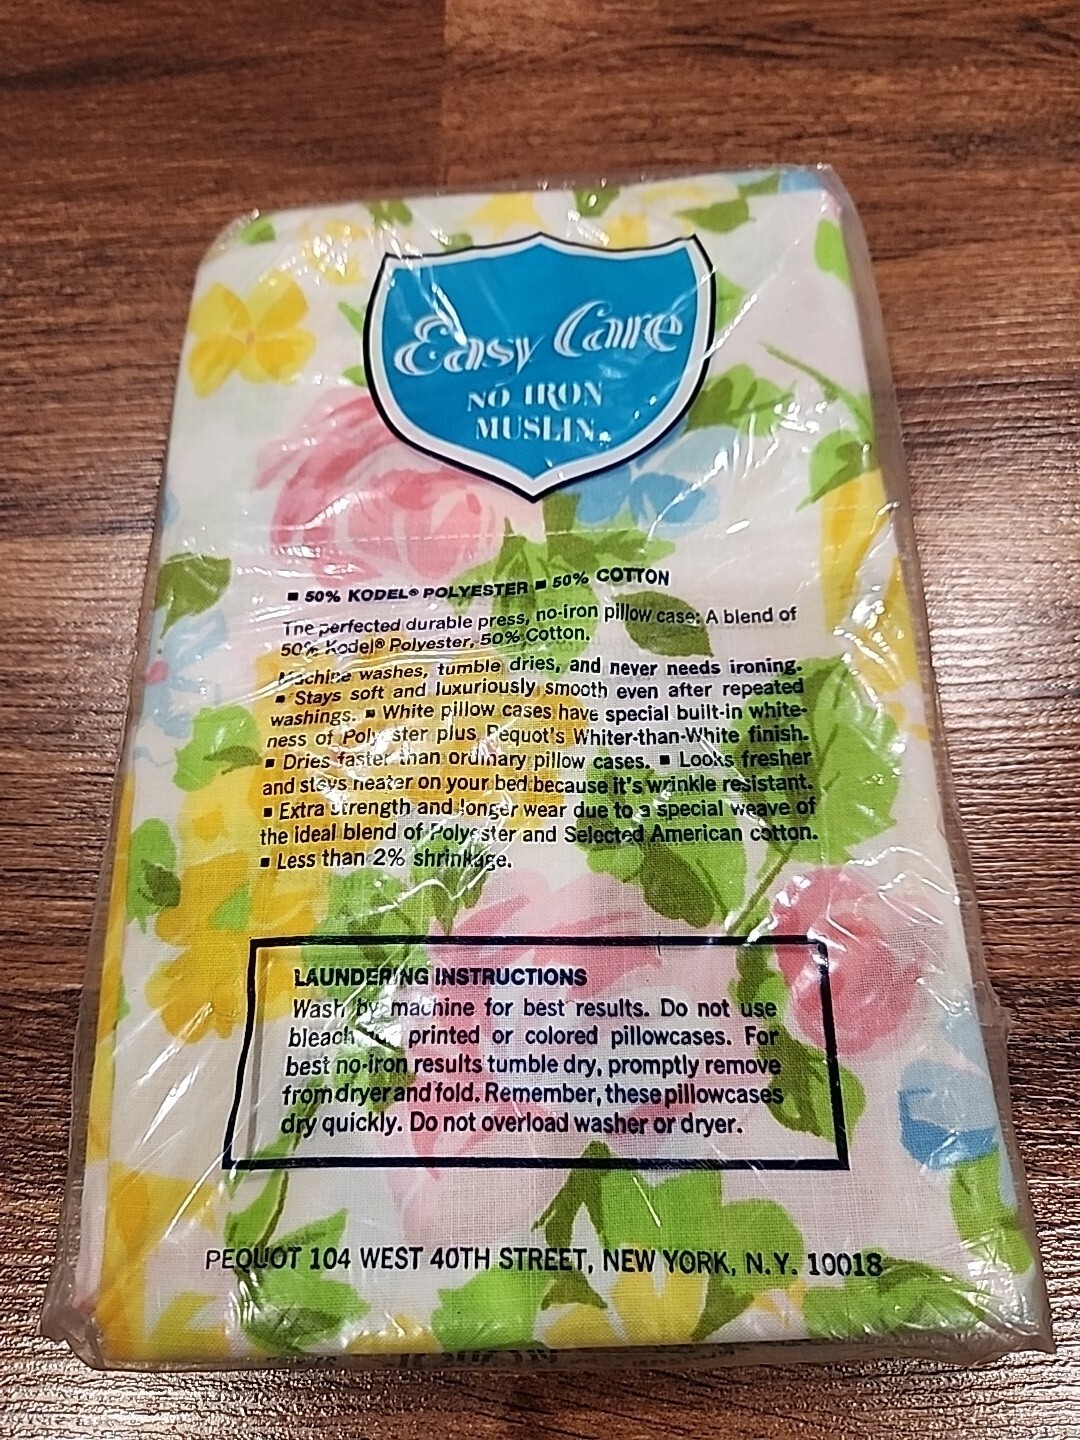 Easy Care
NO IRON
MUSLIN®
■ 50% KODEL® POLYESTER ■ 50% COTTON
The perfected durable press, no-iron pillow case: A blend of
50% Kodel® Polyester, 50% Cotton.
Machine washes, tumble dries, and never needs ironing.
■ Stays soft and luxuriously smooth even after repeated
washings. ■ White pillow cases have special built-in white-
ness of Polyester plus Pequot's Whiter-than-White finish.
■ Dries faster than ordinary pillow cases. ■ Looks fresher
and stays neater on your bed because it's wrinkle resistant.
■ Extra strength and longer wear due to a special weave of
the ideal blend of Polyester and Selected American cotton.
■ Less than 2% shrinkage.
LAUNDERING INSTRUCTIONS
Wash by machine for best results. Do not use
bleach printed or colored pillowcases. For
best no-iron results tumble dry, promptly remove
from dryer and fold. Remember, these pillowcases
dry quickly. Do not overload washer or dryer.
PEQUOT 104 WEST 40TH STREET, NEW YORK, N.Y. 10018